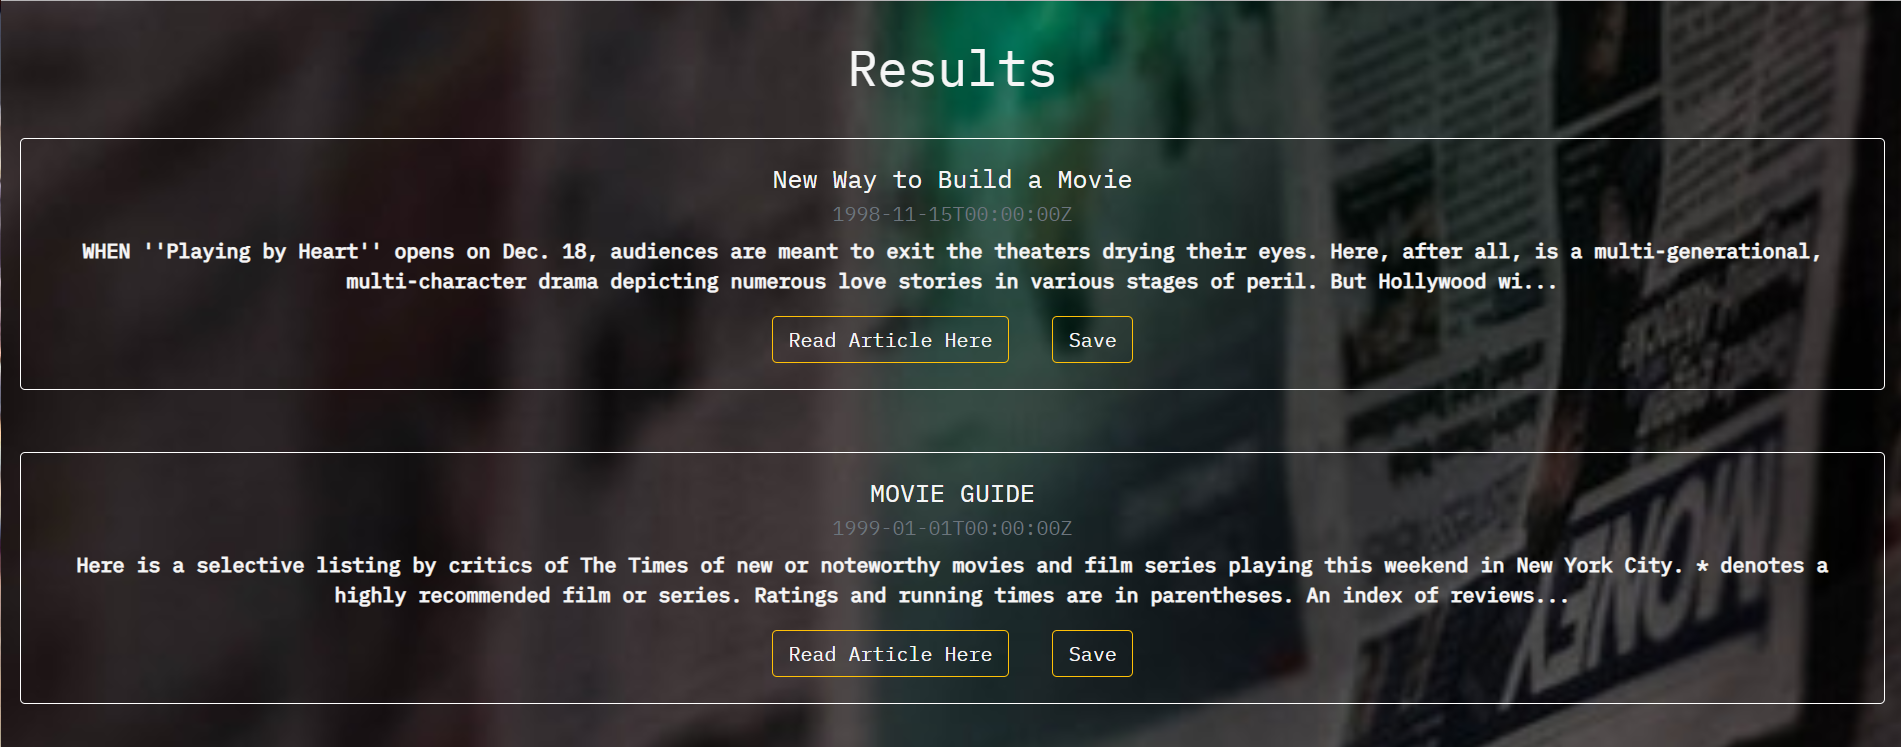 Results
New Way to Build a Movie
1998-11-15T00:00:00Z
WHEN ''Playing by Heart'' opens on Dec. 18, audiences are meant to exit the theaters drying their eyes. Here, after all, is a multi-generational,
multi-character drama depicting numerous love stories in various stages of peril. But Hollywood wi...
Read Article Here Save
MOVIE GUIDE
1999-01-01T00:00:00Z
Here is a selective listing by critics of The Times of new or noteworthy movies and film series playing this weekend in New York City. * denotes a
highly recommended film or series. Ratings and running times are in parentheses. An index of reviews...
Read Article Here Save
MONEY